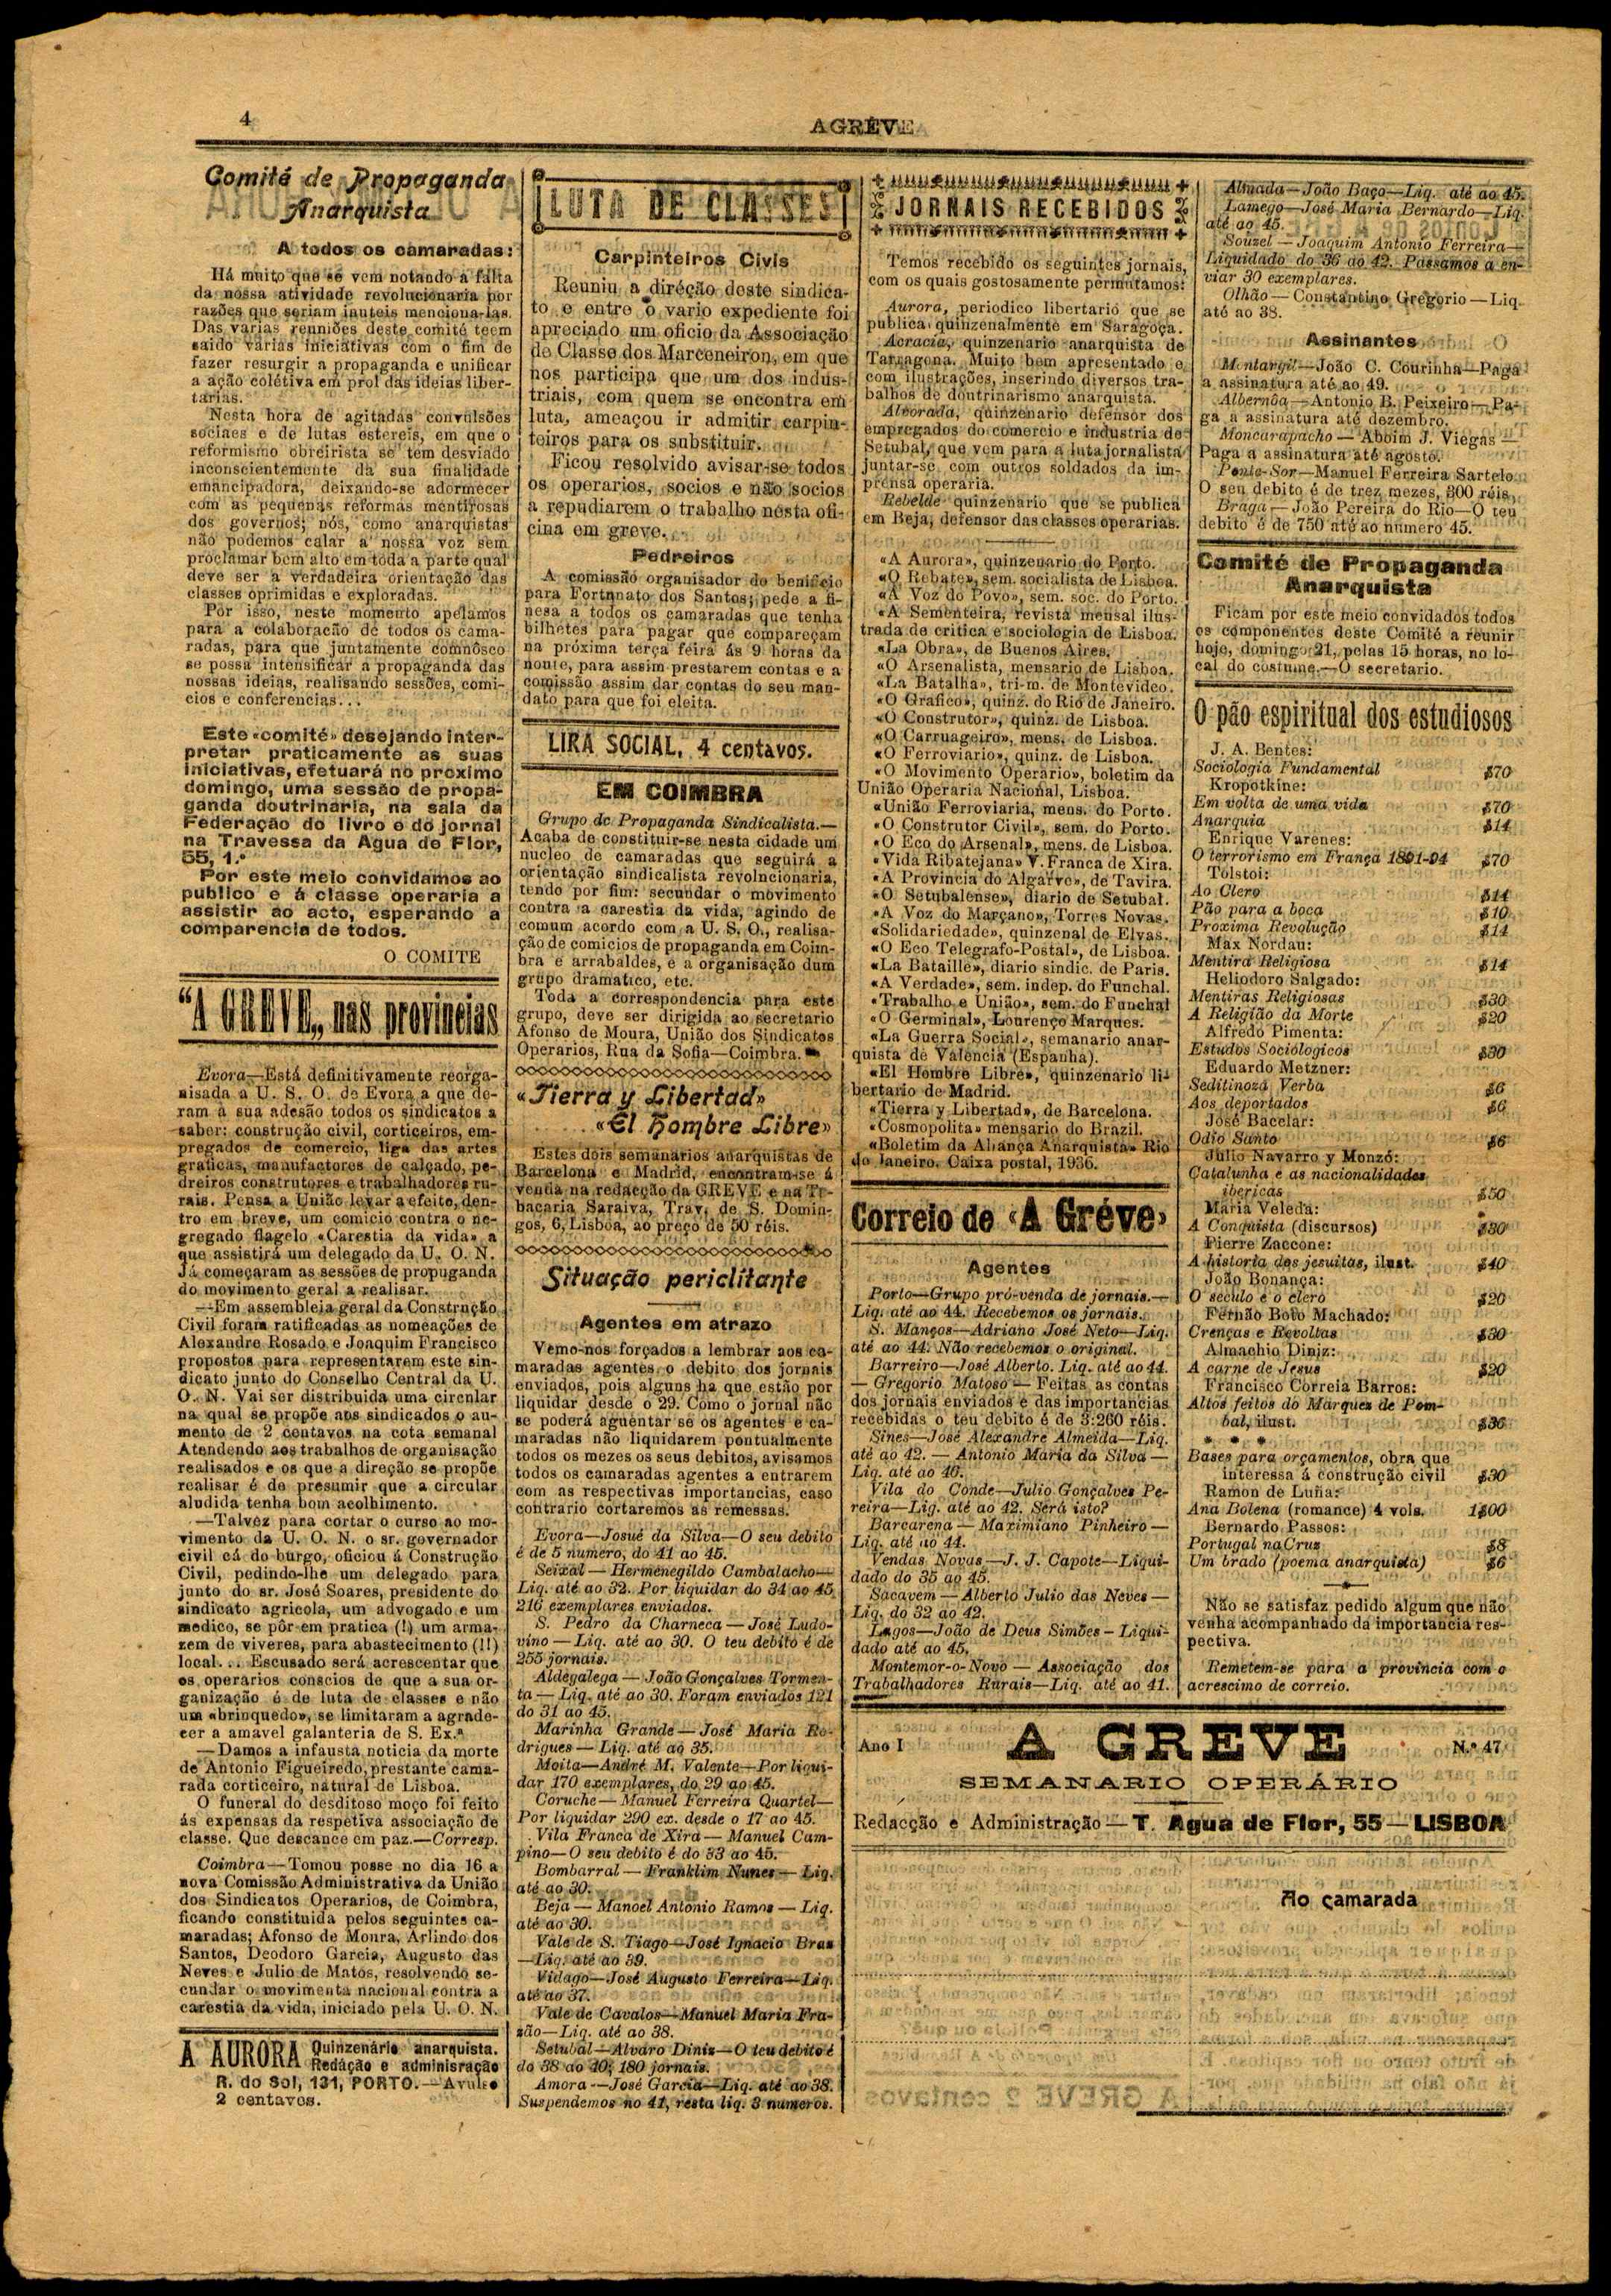 4
A GRÉVE
Comité de Propaganda
Anarquista
A todos os camaradas:
Há muito que se vem notando a falta
da nossa atividade revolucionaria por
razões que seriam inuteis menciona-las.
Das varias reuniões deste comité teem
saido varias iniciativas com o fim de
fazer resurgir a propaganda e unificar
a ação colétiva em prol das ideias liber-
tarias.
Nesta hora de agitadas convulsões
sociaes e de lutas estereis, em que o
reformismo obreirista se tem desviado
inconscientemente da sua finalidade
emancipadora, deixando-se adormecer
com as pequenas reformas mentirosas
dos governos; nós, como anarquistas
não podemos calar a nossa voz sem
proclamar bem alto em toda a parte qual
deve ser a verdadeira orientação das
classes oprimidas e exploradas.
Por isso, neste momento apelamos
para a colaboracão de todos os cama-
radas, para que juntamente comnosco
se possa intensificar a propaganda das
nossas ideias, realisando sessões, comi-
cios e conferencias...
Este «comité» desejando inter-
pretar praticamente as suas
iniciativas, efetuará no proximo
domingo, uma sessão de propa-
ganda doutrinaria, na sala da
Federação do livro e do jornal
na Travessa da Agua de Flor,
55, 1.º
Por este meio convidamos ao
publico e á classe operaria a
assistir ao acto, esperando a
comparencia de todos.
O COMITE
“A GREVE„ nas provincias
Evora—Está definitivamente reorga-
nisada a U. S. O. de Evora a que de-
ram a sua adesão todos os sindicatos a
saber: construção civil, corticeiros, em-
pregados de comercio, liga das artes
graficas, manufactores de calçado, pe-
dreiros construtores e trabalhadores ru-
rais. Pensa a União levar a efeito, den-
tro em breve, um comicio contra o ne-
gregado flagelo «Carestia da vida» a
que assistirá um delegado da U. O. N.
Já começaram as sessões de propuganda
do movimento geral a realisar.
—Em assembleia geral da Construção
Civil foram ratificadas as nomeações de
Alexandre Rosado e Joaquim Francisco
propostos para representarem este sin-
dicato junto do Conselho Central da U.
O. N. Vai ser distribuida uma circular
na qual se propõe aos sindicados o au-
mento de 2 centavos na cota semanal
Atendendo aos trabalhos de organisação
realisados e os que a direção se propõe
realisar é de presumir que a circular
aludida tenha bom acolhimento.
—Talvez para cortar o curso ao mo-
vimento da U. O. N. o sr. governador
civil cá do burgo, oficiou á Construção
Civil, pedindo-lhe um delegado para
junto do sr. José Soares, presidente do
sindicato agricola, um advogado e um
medico, se pôr em pratica (!) um arma-
zem de viveres, para abastecimento (!!)
local... Escusado será acrescentar que
os operarios conscios de que a sua or-
ganização é de luta de classes e não
um «brinquedo», se limitaram a agrade-
cer a amavel galanteria de S. Ex.ª
—Damos a infausta noticia da morte
de Antonio Figueiredo, prestante cama-
rada corticeiro, natural de Lisboa.
O funeral do desditoso moço foi feito
ás expensas da respetiva associação de
classe. Que descance em paz.—Corresp.
Coimbra—Tomou posse no dia 16 a
nova Comissão Administrativa da União
dos Sindicatos Operarios, de Coimbra,
ficando constituida pelos seguintes ca-
maradas; Afonso de Moura, Arlindo dos
Santos, Deodoro Garcia, Augusto das
Neves e Julio de Matos, resolvendo se-
cundar o movimenta nacional contra a
carestia da vida, iniciado pela U. O. N.
A AURORA Quinzenário anarquista.
Redáção e adminisração
R. do Sol, 131, PORTO.—Avulso
2 centavos.
LUTA DE CLASSES
Carpinteiros Civis
Reuniu a diréção deste sindica-
to e entre o vario expediente foi
apreciado um oficio da Associação
de Classe dos Marceneiron, em que
nos participa que um dos indus-
triais, com quem se encontra em
luta, ameaçou ir admitir carpin-
teiros para os substituir.
Ficou resolvido avisar-se todos
os operarios, socios e não socios
a repudiarem o trabalho nesta ofi-
cina em greve.
Pedreiros
A comissão organisador do benificio
para Fortunato dos Santos; pede a fi-
nesa a todos os camaradas que tenha
bilhetes para pagar que compareçam
na próxima terça feira ás 9 horas da
noute, para assim prestarem contas e a
comissão assim dar contas do seu man-
dato para que foi eleita.
LIRA SOCIAL, 4 centavos.
EM COIMBRA
Grupo de Propaganda Sindicalista.—
Acaba de constituir-se nesta cidade um
nucleo de camaradas que seguirá a
orientação sindicalista revolncionaria,
tendo por fim: secundar o movimento
contra a carestia da vida, agindo de
comum acordo com a U. S. O., realisa-
ção de comicios de propaganda em Coim-
bra e arrabaldes, e a organisação dum
grupo dramatico, etc.
Toda a correspondencia para este
grupo, deve ser dirigida ao secretario
Afonso de Moura, União dos Sindicatos
Operarios, Rua da Sofia—Coimbra.
«Tierra y Libertad»
«El Hombre Libre»
Estes dois semanarios anarquistas de
Barcelona e Madrid, encontram-se á
venda na redacção da GREVE e na Ta-
bacaria Saraiva, Trav. de S. Domin-
gos, 6, Lisboa, ao preço de 50 réis.
Situação periclitante
Agentes em atrazo
Vemo-nos forçados a lembrar aos ca-
maradas agentes o debito dos jornais
enviados, pois alguns ha que estão por
liquidar desde o 29. Como o jornal não
se poderá aguentar se os agentes e ca-
maradas não liquidarem pontualmente
todos os mezes os seus debitos, avisamos
todos os camaradas agentes a entrarem
com as respectivas importancias, caso
contrario cortaremos as remessas.
Evora—Josué da Silva—O seu debito
é de 5 numero, do 41 ao 45.
Seixal—Hermenegildo Cambalacho—
Liq. até ao 32. Por liquidar do 34 ao 45
216 exemplares enviados.
S. Pedro da Charneca—José Ludo-
vino—Liq. até ao 30. O teu debito é de
255 jornais.
Aldegalega—João Gonçalves Tormen-
ta—Liq. até ao 30. Foram enviados 121
do 31 ao 45.
Marinha Grande—José Maria Ro-
drigues—Liq. até ao 35.
Moita—André M. Valente—Por liqui-
dar 170 exemplares, do 29 ao 45.
Coruche—Manuel Ferreira Quartel—
Por liquidar 290 ex. desde o 17 ao 45.
Vila Franca de Xira—Manuel Cam-
pino—O seu debito é do 33 ao 45.
Bombarral—Franklim Nunes—Liq.
até ao 30.
Beja—Manoel Antonio Ramos—Liq.
até ao 30.
Vale de S. Tiago—José Ignacio Bras
—Liq. até ao 39.
Vidago—José Augusto Ferreira—Liq.
até ao 37.
Vale de Cavalos—Manuel Maria Fra-
zão—Liq. até ao 38.
Setubal—Alvaro Dinis—O teu debito é
do 38 ao 40; 180 jornais.
Amora—José Garcia—Liq. até ao 38.
Suspendemos no 41, resta liq. 3 numeros.
JORNAIS RECEBIDOS
Temos recebido os seguintes jornais,
com os quais gostosamente permutamos:
Aurora, periodico libertario que se
publica quinzenalmente em Saragoça.
Acracia, quinzenario anarquista de
Tarragona. Muito bem apresentado e
com ilustrações, inserindo diversos tra-
balhos de doutrinarismo anarquista.
Alvorada, quinzenario defensor dos
empregados do comercio e industria de
Setubal, que vem para a luta jornalista
juntar-se com outros soldados da im-
prensa operaria.
Rebelde quinzenario que se publica
em Beja, defensor das classes operarias.
«A Aurora», quinzenario do Porto.
«O Rebate», sem. socialista de Lisboa.
«A Voz do Povo», sem. soc. do Porto.
«A Sementeira, revista mensal ilus-
trada de critica e sociologia de Lisboa.
«La Obra», de Buenos Aires.
«O Arsenalista, mensario de Lisboa.
«La Batalha», tri-m. de Montevideo.
«O Grafico», quinz. do Rio de Janeiro.
«O Construtor», quinz. de Lisboa.
«O Carruageiro», mens. de Lisboa.
«O Ferroviario», quinz. de Lisboa.
«O Movimento Operario», boletim da
União Operaria Nacional, Lisboa.
«União Ferroviaria, mens. do Porto.
«O Construtor Civil», sem. do Porto.
«O Eco do Arsenal», mens. de Lisboa.
«Vida Ribatejana» V. Franca de Xira.
«A Provincia do Algarve», de Tavira.
«O Setubalense», diario de Setubal.
«A Voz do Marçano», Torres Novas.
«Solidariedade», quinzenal de Elvas.
«O Eco Telegrafo-Postal», de Lisboa.
«La Bataille», diario sindic. de Paris.
«A Verdade», sem. indep. do Funchal.
«Trabalho e União», sem. do Funchal
«O Germinal», Lourenço Marques.
«La Guerra Social», semanario anar-
quista de Valencia (Espanha).
«El Hombre Libre», quinzenario li-
bertario de Madrid.
«Tierra y Libertad», de Barcelona.
«Cosmopolita» mensario do Brazil.
«Boletim da Aliança Anarquista» Rio
do Janeiro. Caixa postal, 1936.
Correio de «A Gréve»
Agentes
Porto—Grupo pró-venda de jornais.—
Liq. até ao 44. Recebemos os jornais.
S. Manços—Adriano José Neto—Liq.
até ao 44. Não recebemos o original.
Barreiro—José Alberto. Liq. até ao 44.
— Gregorio Matoso—Feitas as contas
dos jornais enviados e das importancias
recebidas o teu debito é de 3:260 réis.
Sines—José Alexandre Almeida—Liq.
até ao 42. — Antonio Maria da Silva—
Liq. até ao 46.
Vila do Conde—Julio Gonçalves Pe-
reira—Liq. até ao 42. Será isto?
Barcarena—Maximiano Pinheiro—
Liq. até ao 44.
Vendas Novas—J. J. Capote—Liqui-
dado do 35 ao 45.
Sacavem—Alberto Julio das Neves—
Liq. do 32 ao 42.
Lagos—João de Deus Simões—Liqui-
dado até ao 45.
Montemor-o-Novo—Associação dos
Trabalhadores Rurais—Liq. até ao 41.
Almada—João Baço—Liq. até ao 45.
Lamego—José Maria Bernardo—Liq.
até ao 45.
Souzel—Joaquim Antonio Ferreira—
Liquidado do 36 ao 42. Passamos a en-
viar 30 exemplares.
Olhão—Constantino Gregorio—Liq.
até ao 38.
Assinantes
Montargil—João C. Courinha—Paga
a assinatura até ao 49.
Albernôa—Antonio B. Peixeiro—Pa-
ga a assinatura até dezembro.
Moncarapacho—Aboim J. Viegas—
Paga a assinatura até agosto.
Ponte-Sor—Manuel Ferreira Sartelo.
O seu debito é de trez mezes, 300 réis.
Braga—João Pereira do Rio—O teu
debito é de 750 até ao numero 45.
Comité de Propaganda
Anarquista
Ficam por este meio convidados todos
os componentes deste Comité a reunir
hoje, domingo 21, pelas 15 horas, no lo-
cal do costume.—O secretario.
O pão espiritual dos estudiosos
J. A. Bentes:
Sociologia Fundamental $70
Kropotkine:
Em volta de uma vida $70
Anarquia $14
Enrique Varenes:
O terrorismo em França 1891-94 $70
Tolstoi:
Ao Clero $14
Pão para a boca $10
Proxima Revolução $14
Max Nordau:
Mentira Religiosa $14
Heliodoro Salgado:
Mentiras Religiosas $30
A Religião da Morte $20
Alfredo Pimenta:
Estudos Sociologicos $30
Eduardo Metzner:
Seditinoza Verba $6
Aos deportados $6
José Bacelar:
Odio Santo $6
Julio Navarro y Monzó:
Catalunha e as nacionalidades
ibericas $50
Maria Veleda:
A Conquista (discursos) $30
Pierre Zaccone:
A historia dos jesuitas, ilust. $40
João Bonança:
O seculo e o clero $20
Fernão Boto Machado:
Crenças e Revoltas $30
Almachio Diniz:
A carne de Jesus $20
Francisco Correia Barros:
Altos feitos do Marquez de Pom-
bal, ilust. $36
* * *
Bases para orçamentos, obra que
interessa á construção civil $30
Ramon de Luña:
Ana Bolena (romance) 4 vols. 1$00
Bernardo Passos:
Portugal na Cruz $8
Um brado (poema anarquista) $6
Não se satisfaz pedido algum que não
venha acompanhado da importancia res-
pectiva.
Remetem-se para a provincia com o
acrescimo de correio.
Ano I
A GREVE
N.º 47
SEMANARIO OPERÁRIO
Redacção e Administração—T. Agua de Flor, 55—LISBOA
Ao camarada